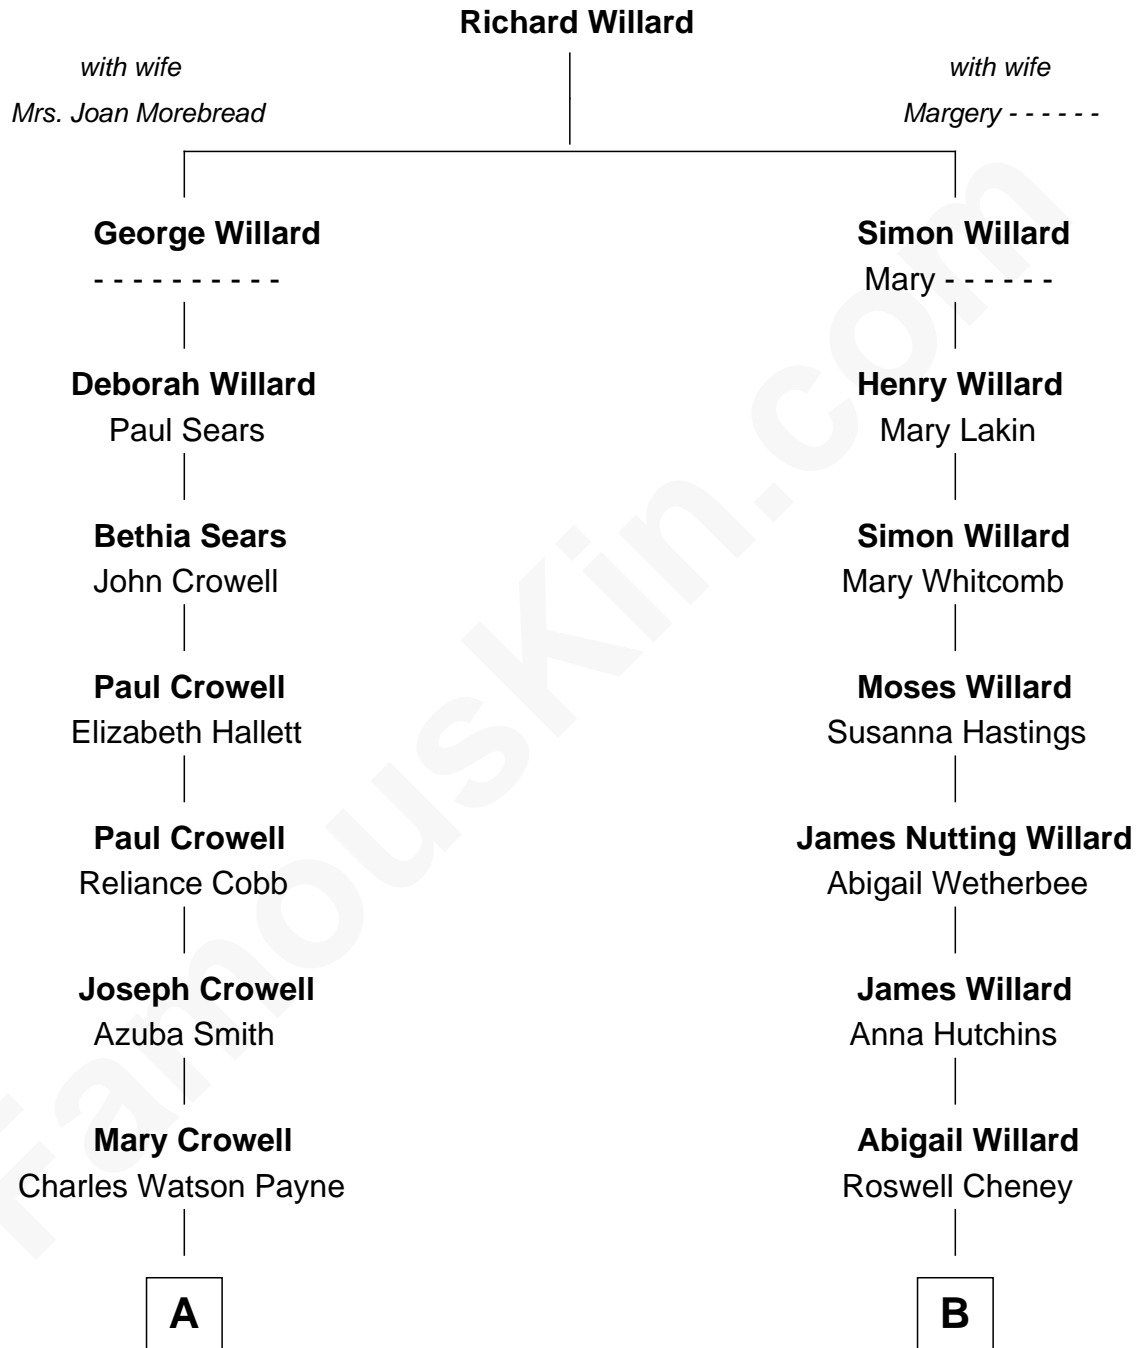 Richard Willard
with wife
Mrs. Joan Morebread
with wife
Margery - - - - - -
George Willard
- - - - - - - - - -
Simon Willard
Mary - - - - - -
Deborah Willard
Paul Sears
Henry Willard
Mary Lakin
Bethia Sears
John Crowell
Simon Willard
Mary Whitcomb
Paul Crowell
Elizabeth Hallett
Moses Willard
Susanna Hastings
Paul Crowell
Reliance Cobb
James Nutting Willard
Abigail Wetherbee
Joseph Crowell
Azuba Smith
James Willard
Anna Hutchins
Mary Crowell
Charles Watson Payne
Abigail Willard
Roswell Cheney
A
B
FamousKin.com